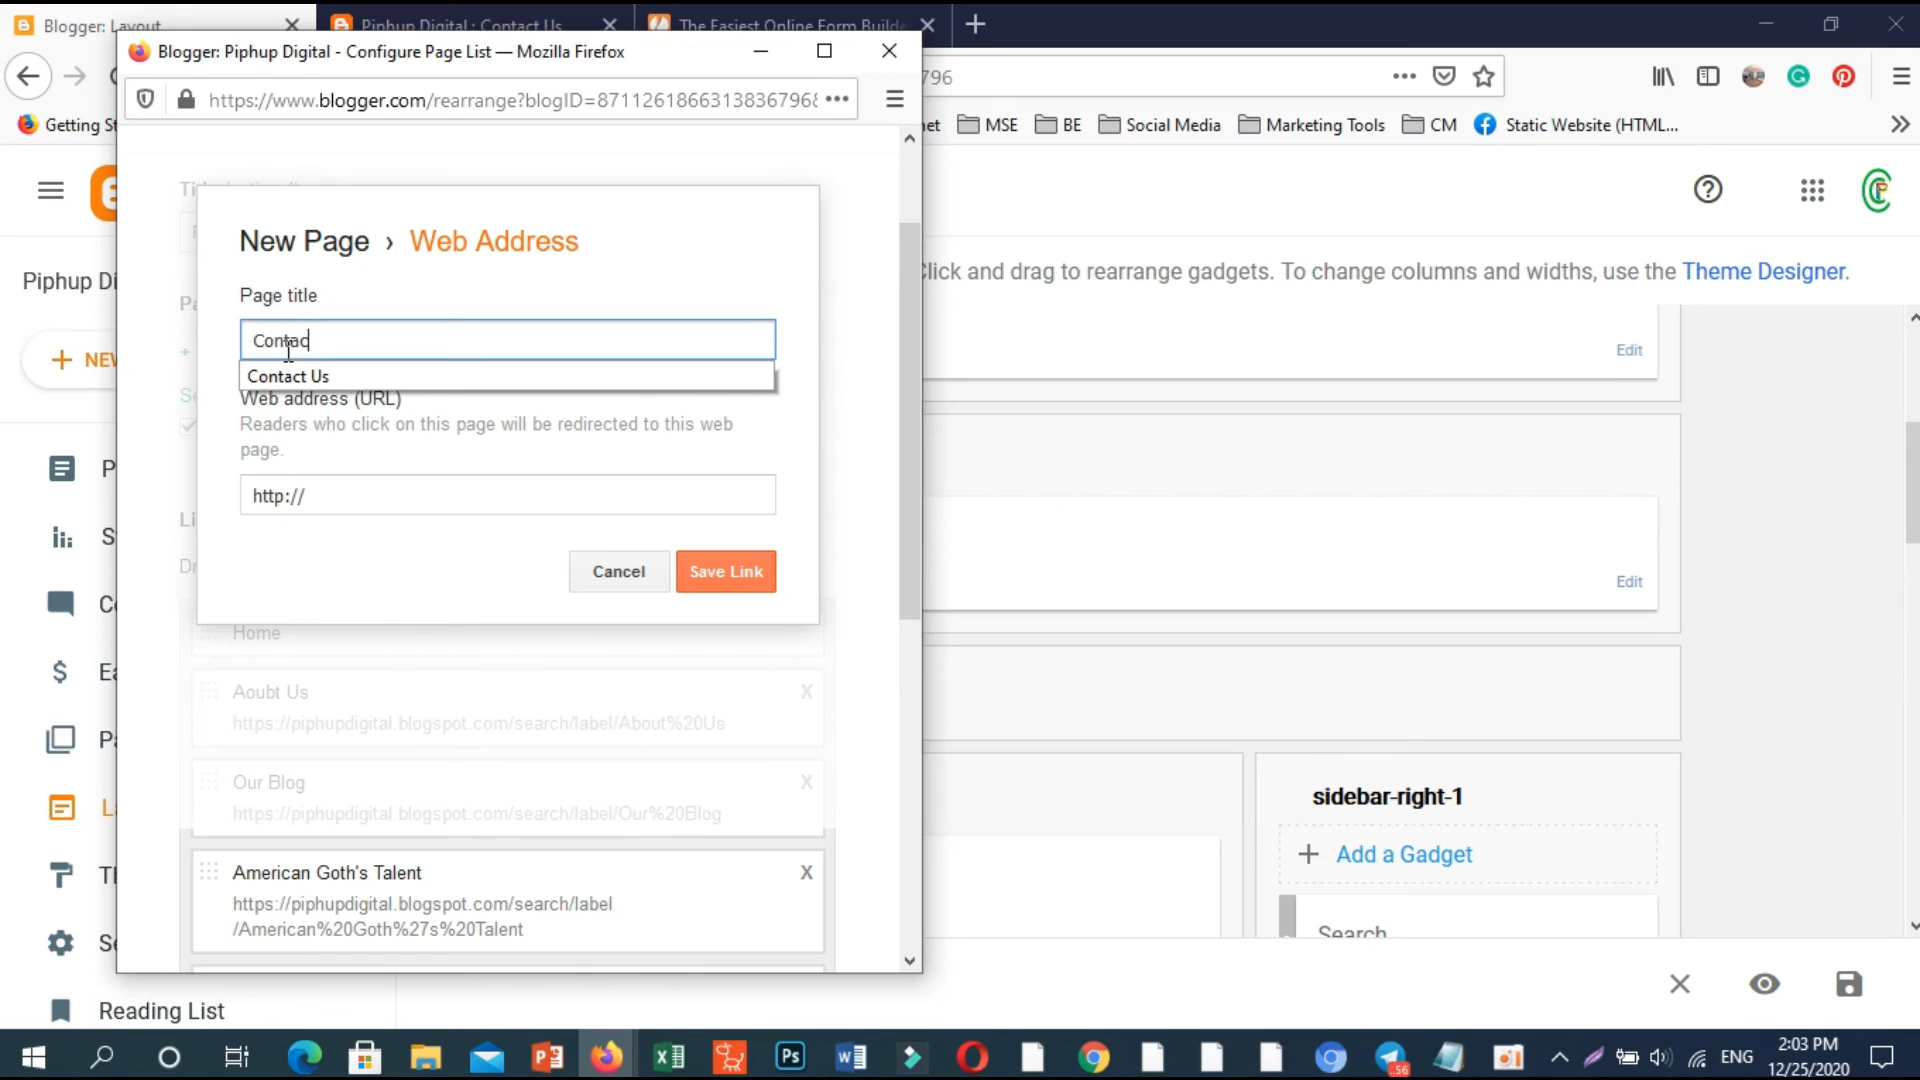 Blogger: Layout
Piphup Digital : Contact Us
The Easiest Online Form Builde
Blogger: Piphup Digital - Configure Page List — Mozilla Firefox
https://www.blogger.com/rearrange?blogID=8711261866313836796&
796
Getting St
net
MSE
BE
Social Media
Marketing Tools
CM
Static Website (HTML...
Piphup Di
Click and drag to rearrange gadgets. To change columns and widths, use the Theme Designer.
NEW
New Page › Web Address
Page title
Contac
Contact Us
Web address (URL)
Readers who click on this page will be redirected to this web
page.
http://
Cancel
Save Link
Home
Aoubt Us
X
https://piphupdigital.blogspot.com/search/label/About%20Us
Our Blog
X
https://piphupdigital.blogspot.com/search/label/Our%20Blog
American Goth's Talent
X
https://piphupdigital.blogspot.com/search/label
/American%20Goth%27s%20Talent
Edit
Edit
sidebar-right-1
Add a Gadget
Search
Reading List
56
ENG
2:03 PM
12/25/2020